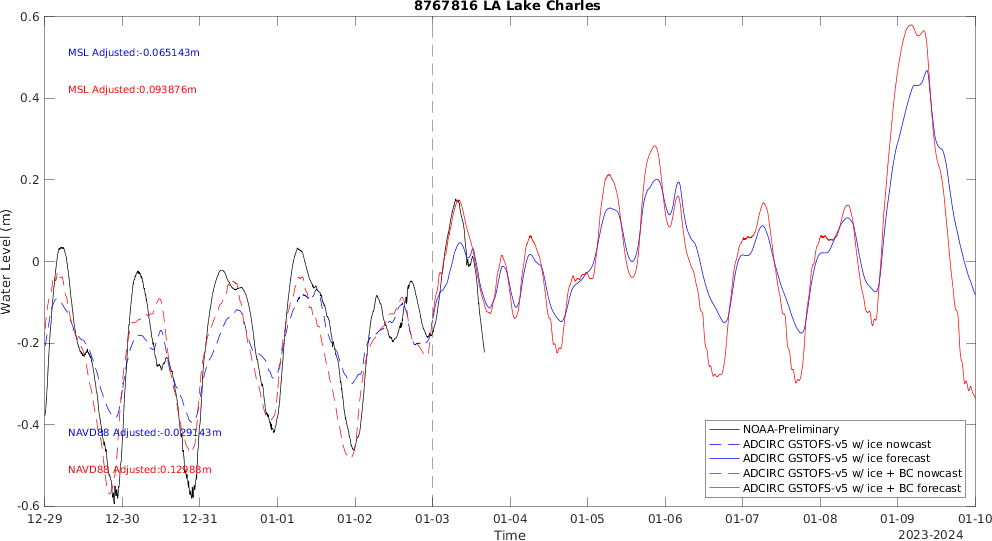 8767816 LA Lake Charles
0.6
0.4
0.2
0
-0.2
-0.4
-0.6
Water Level (m)
MSL Adjusted:-0.065143m
MSL Adjusted:0.093876m
NAVD88 Adjusted:-0.029143m
NAVD88 Adjusted:0.12988m
NOAA-Preliminary
ADCIRC GSTOFS-v5 w/ ice nowcast
ADCIRC GSTOFS-v5 w/ ice forecast
ADCIRC GSTOFS-v5 w/ ice + BC nowcast
ADCIRC GSTOFS-v5 w/ ice + BC forecast
12-29 12-30 12-31 01-01 01-02 01-03 01-04 01-05 01-06 01-07 01-08 01-09 01-10
Time
2023-2024